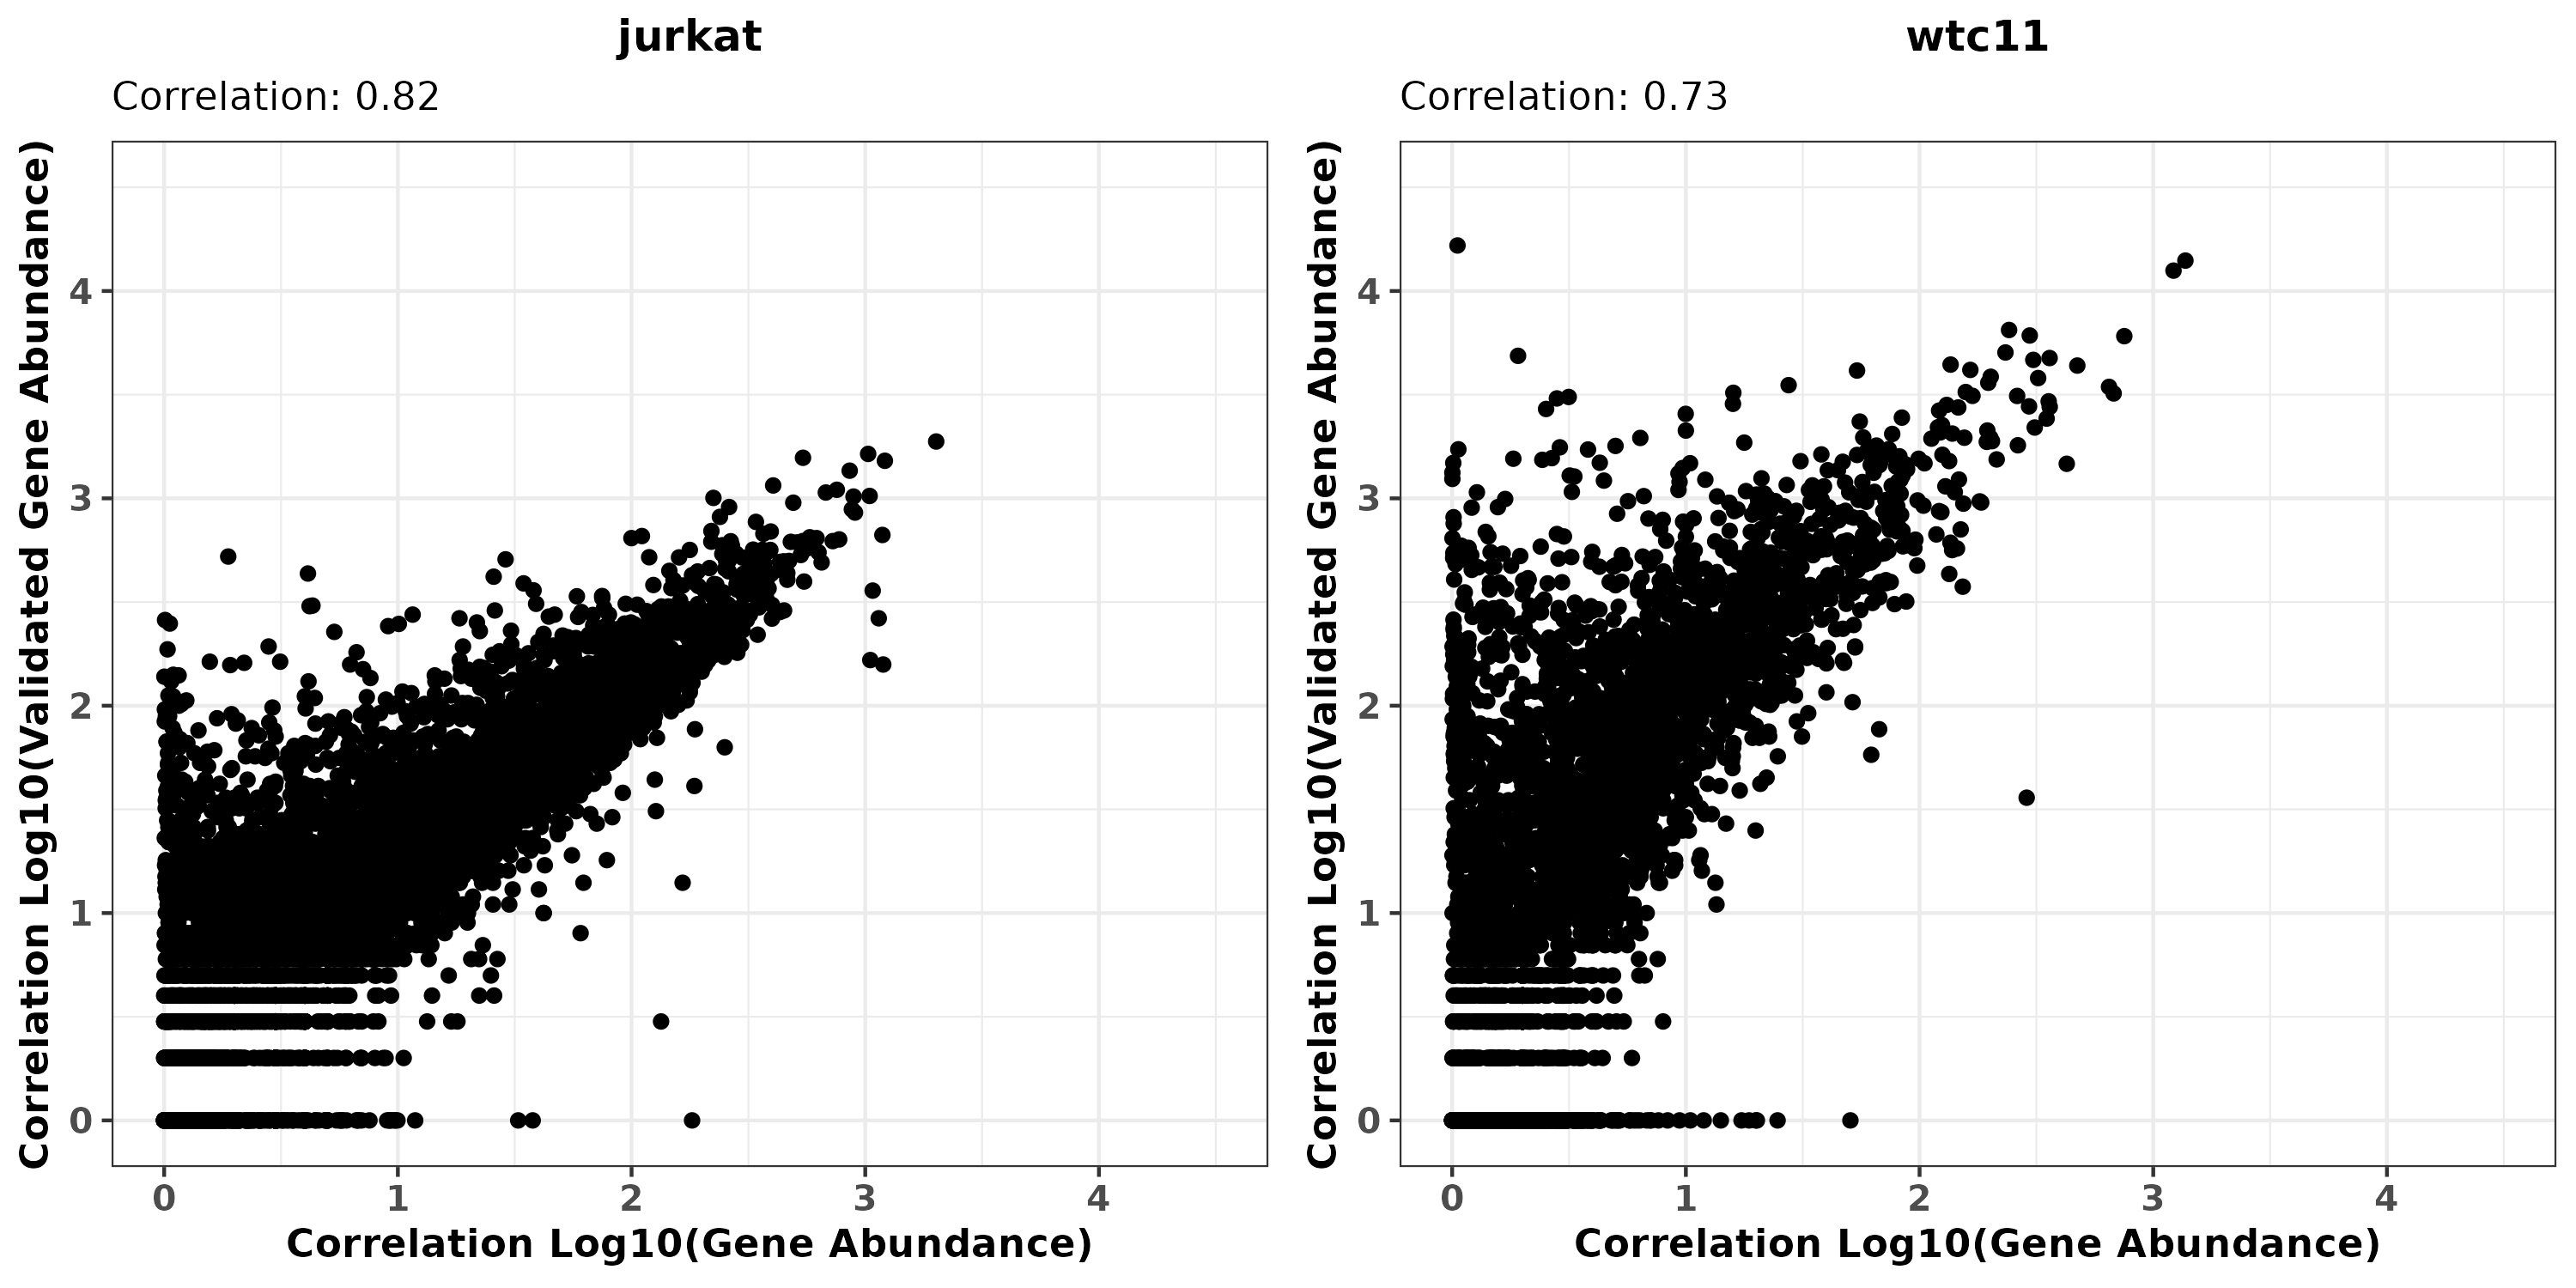 jurkat
Correlation: 0.82
Correlation Log10(Validated Gene Abundance)
4
3
2
1
0
0 1 2 3 4
Correlation Log10(Gene Abundance)
wtc11
Correlation: 0.73
Correlation Log10(Validated Gene Abundance)
4
3
2
1
0
0 1 2 3 4
Correlation Log10(Gene Abundance)